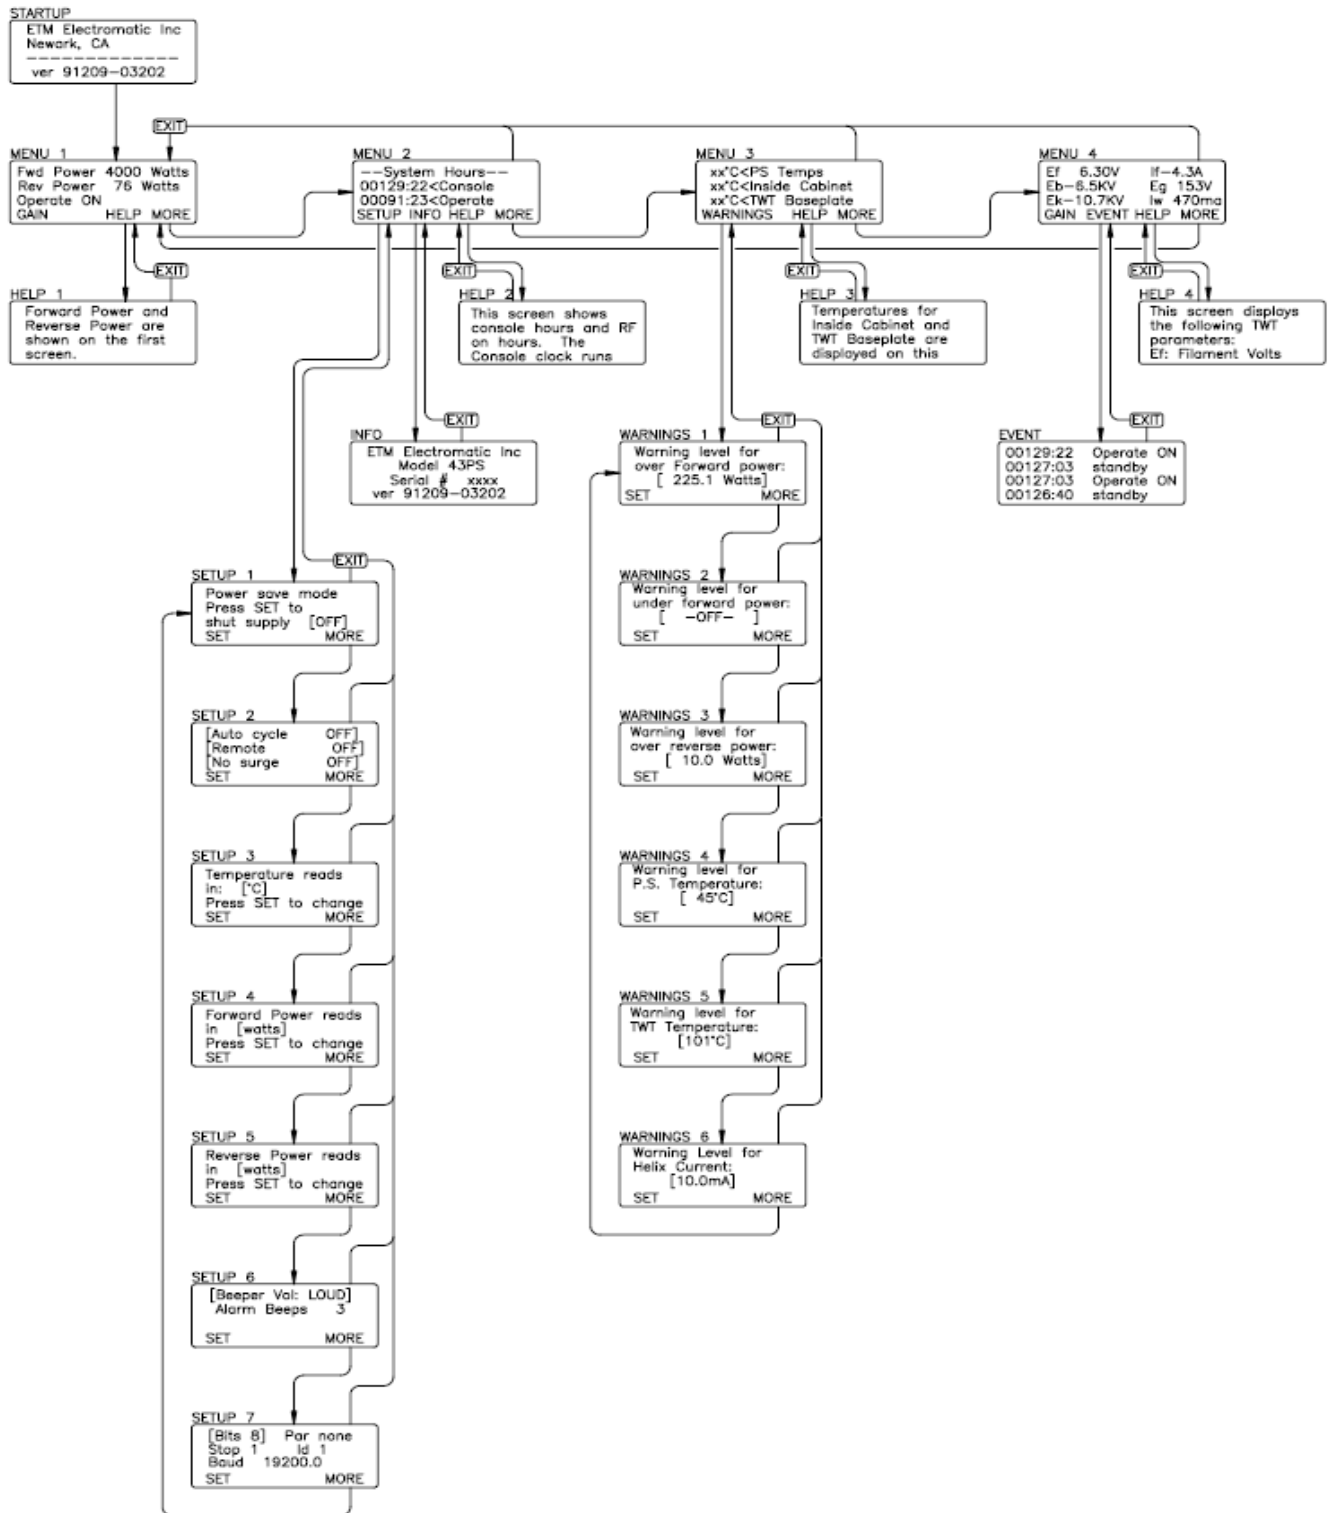 STARTUP
ETM Electromatic Inc
Newark, CA
---------------
ver 91209-03202
EXIT
MENU 1
Fwd Power 4000 Watts
Rev Power 76 Watts
Operate ON
GAIN HELP MORE
MENU 2
--System Hours--
00129:22<Console
00091:23<Operate
SETUP INFO HELP MORE
MENU 3
xx°C<PS Temps
xx°C<Inside Cabinet
xx°C<TWT Baseplate
WARNINGS HELP MORE
MENU 4
Ef 6.30V If-4.3A
Eb-6.5KV Eg 153V
Ek-10.7KV Iw 470ma
GAIN EVENT HELP MORE
EXIT
EXIT
EXIT
EXIT
HELP 1
Forward Power and
Reverse Power are
shown on the first
screen.
HELP 2
This screen shows
console hours and RF
on hours. The
Console clock runs
HELP 3
Temperatures for
Inside Cabinet and
TWT Baseplate are
displayed on this
HELP 4
This screen displays
the following TWT
parameters:
Ef: Filament Volts
EXIT
EXIT
EXIT
INFO
ETM Electromatic Inc
Model 43PS
Serial # xxxx
ver 91209-03202
WARNINGS 1
Warning level for
over Forward power:
[ 225.1 Watts]
SET MORE
EVENT
00129:22 Operate ON
00127:03 standby
00127:03 Operate ON
00126:40 standby
EXIT
SETUP 1
Power save mode
Press SET to
shut supply [OFF]
SET MORE
WARNINGS 2
Warning level for
under forward power:
[ -OFF- ]
SET MORE
SETUP 2
[Auto cycle OFF]
[Remote OFF]
[No surge OFF]
SET MORE
WARNINGS 3
Warning level for
over reverse power:
[ 10.0 Watts]
SET MORE
SETUP 3
Temperature reads
in: [°C]
Press SET to change
SET MORE
WARNINGS 4
Warning level for
P.S. Temperature:
[ 45°C]
SET MORE
SETUP 4
Forward Power reads
in [watts]
Press SET to change
SET MORE
WARNINGS 5
Warning level for
TWT Temperature:
[101°C]
SET MORE
SETUP 5
Reverse Power reads
in [watts]
Press SET to change
SET MORE
WARNINGS 6
Warning Level for
Helix Current:
[10.0mA]
SET MORE
SETUP 6
[Beeper Vol: LOUD]
Alarm Beeps 3
SET MORE
SETUP 7
[Bits 8] Par none
Stop 1 Id 1
Baud 19200.0
SET MORE